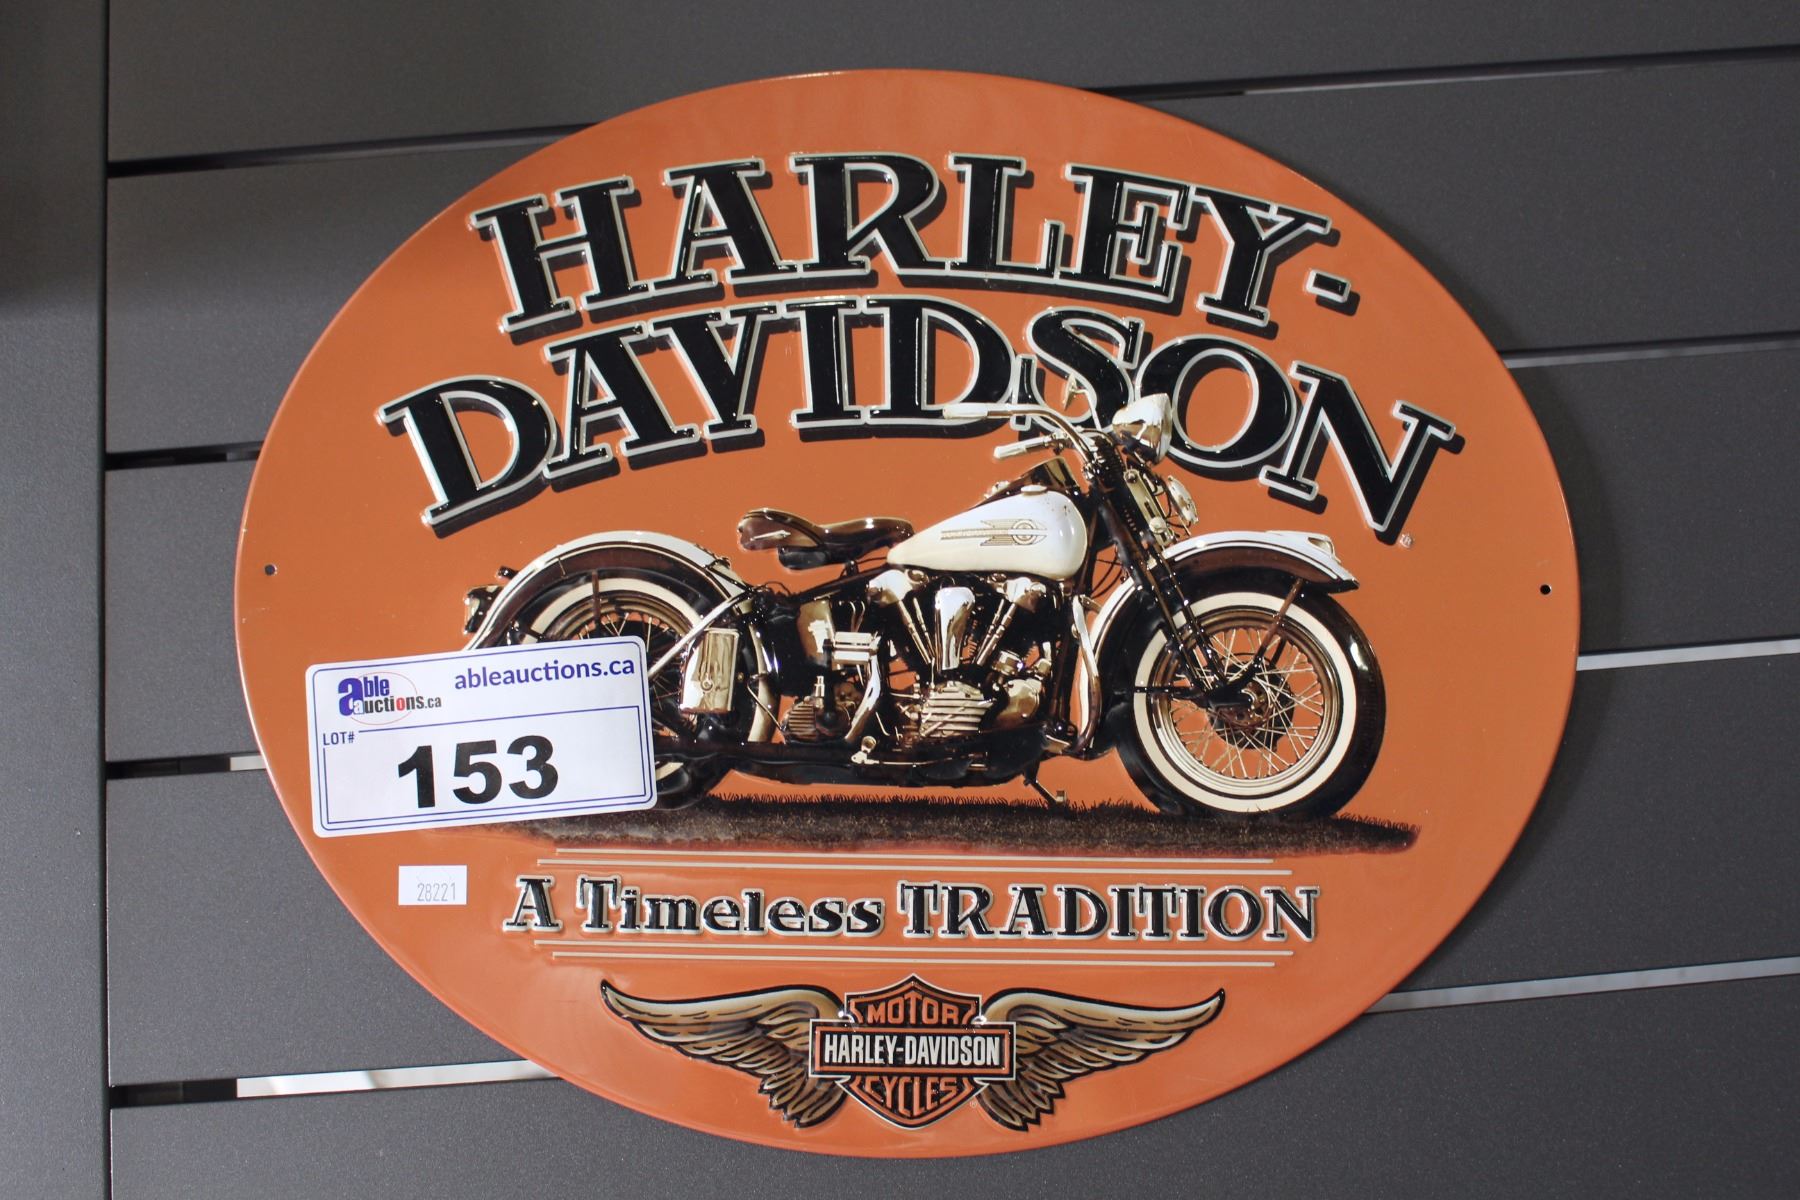 HARLEY-
DAVIDSON
ableauctions.ca
able
auctions.ca
LOT#
153
28221
A Timeless TRADITION
MOTOR
HARLEY-DAVIDSON
CYCLES